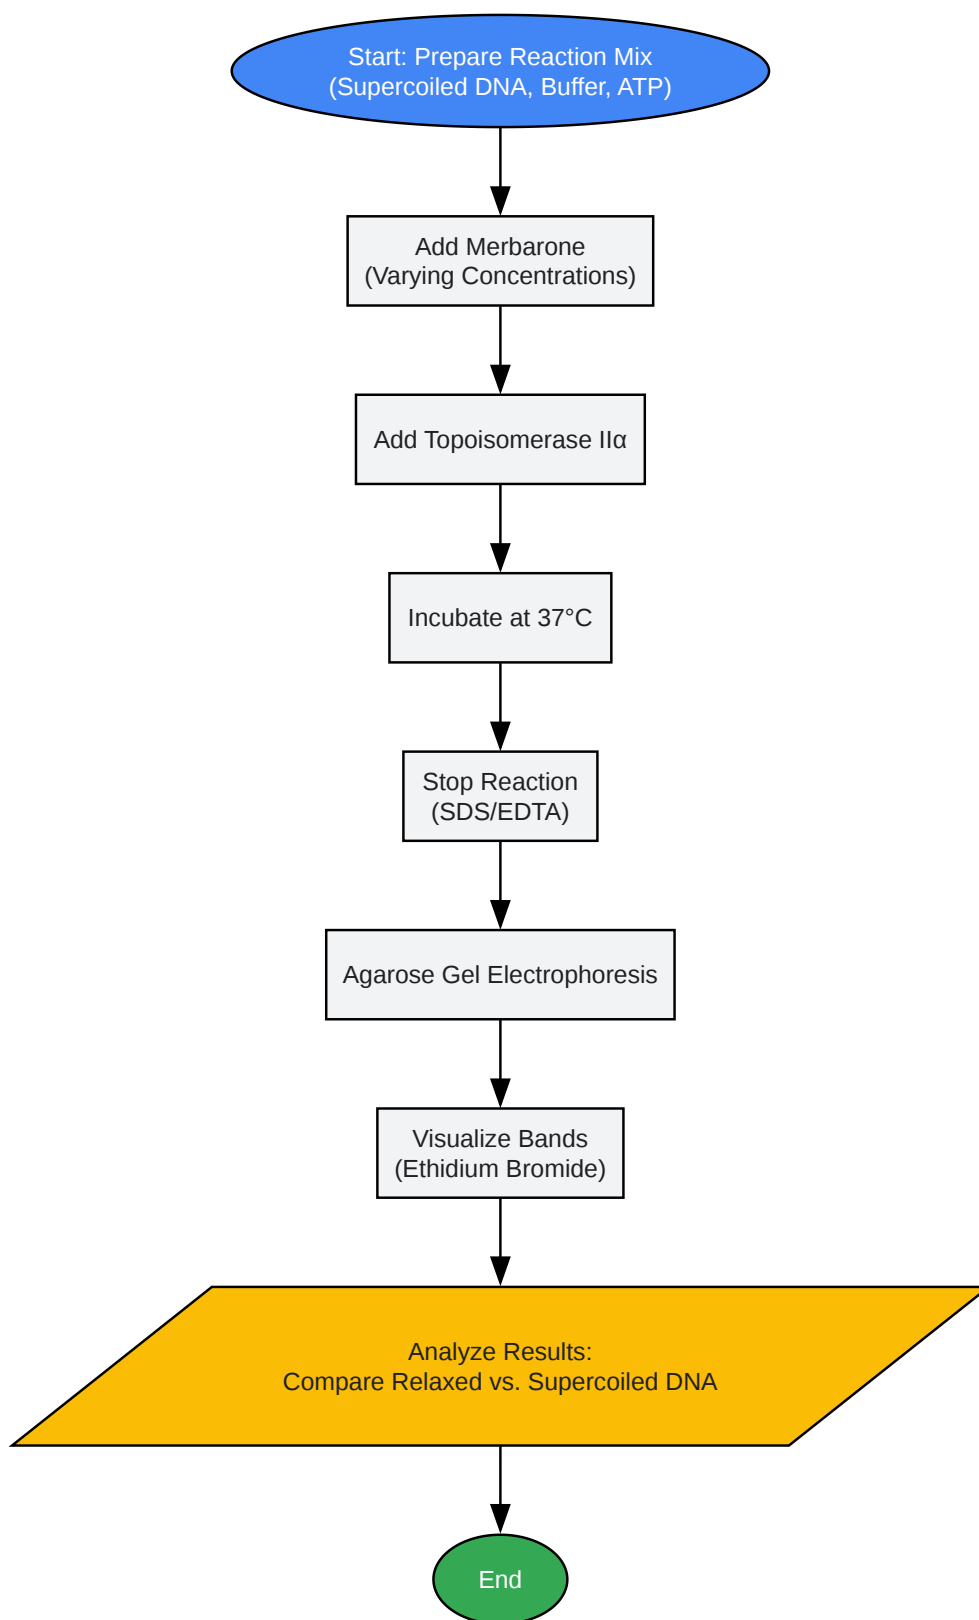 Start: Prepare Reaction Mix
(Supercoiled DNA, Buffer, ATP)
Add Merbarone
(Varying Concentrations)
Add Topoisomerase IIα
Incubate at 37°C
Stop Reaction
(SDS/EDTA)
Agarose Gel Electrophoresis
Visualize Bands
(Ethidium Bromide)
Analyze Results:
Compare Relaxed vs. Supercoiled DNA
End